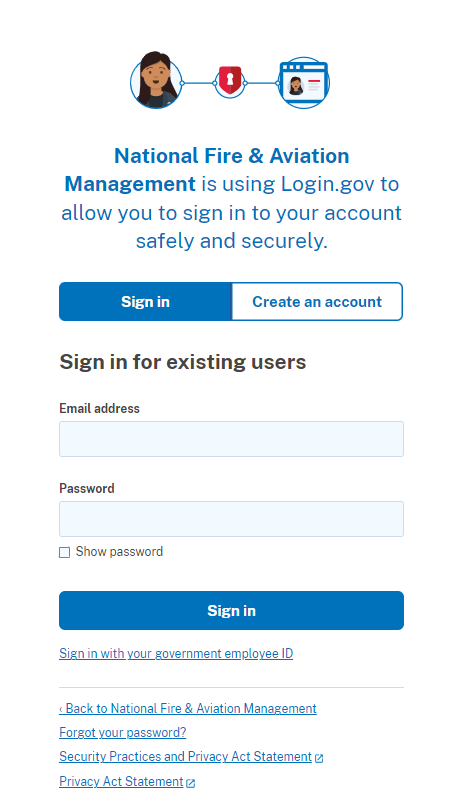 National Fire & Aviation
Management is using Login.gov to
allow you to sign in to your account
safely and securely.
Sign in
Create an account
Sign in for existing users
Email address
Password
Show password
Sign in
Sign in with your government employee ID
‹ Back to National Fire & Aviation Management
Forgot your password?
Security Practices and Privacy Act Statement
Privacy Act Statement